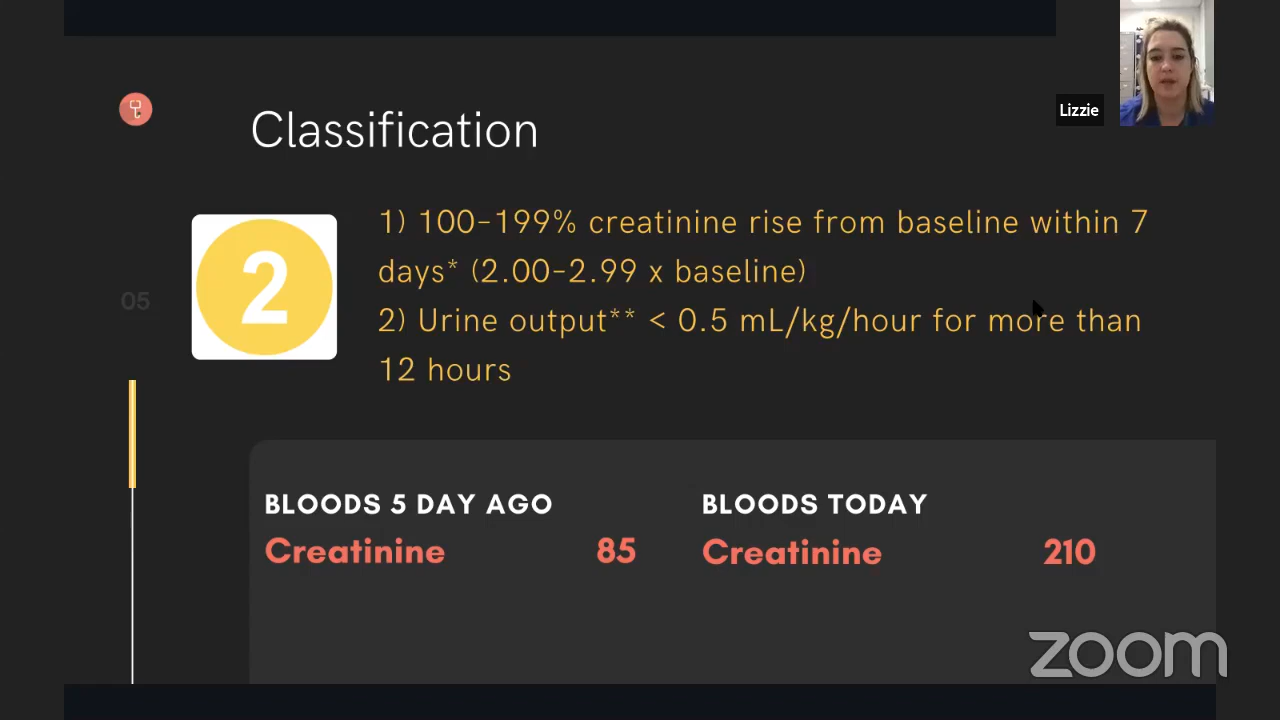 Lizzie
Classification
2
1) 100-199% creatinine rise from baseline within 7
days* (2.00-2.99 x baseline)
2) Urine output** < 0.5 mL/kg/hour for more than
12 hours
05
BLOODS 5 DAY AGO
Creatinine 85
BLOODS TODAY
Creatinine 210
zoom